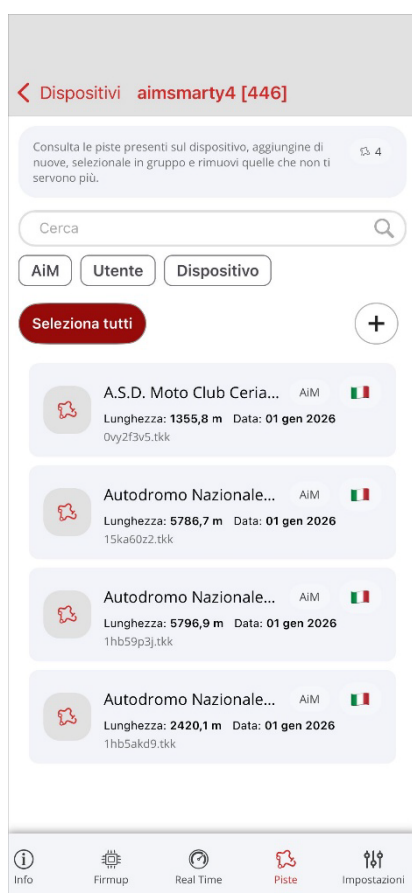 Dispositivi aimsmarty4 [446]
Consulta le piste presenti sul dispositivo, aggiungine di
nuove, selezionale in gruppo e rimuovi quelle che non ti
servono più.
4
Cerca
AiM Utente Dispositivo
Seleziona tutti +
A.S.D. Moto Club Ceria... AiM
Lunghezza: 1355,8 m Data: 01 gen 2026
0vy2f3v5.tkk
Autodromo Nazionale... AiM
Lunghezza: 5786,7 m Data: 01 gen 2026
15ka60z2.tkk
Autodromo Nazionale... AiM
Lunghezza: 5796,9 m Data: 01 gen 2026
1hb59p3j.tkk
Autodromo Nazionale... AiM
Lunghezza: 2420,1 m Data: 01 gen 2026
1hb5akd9.tkk
Info Firmup Real Time Piste Impostazioni